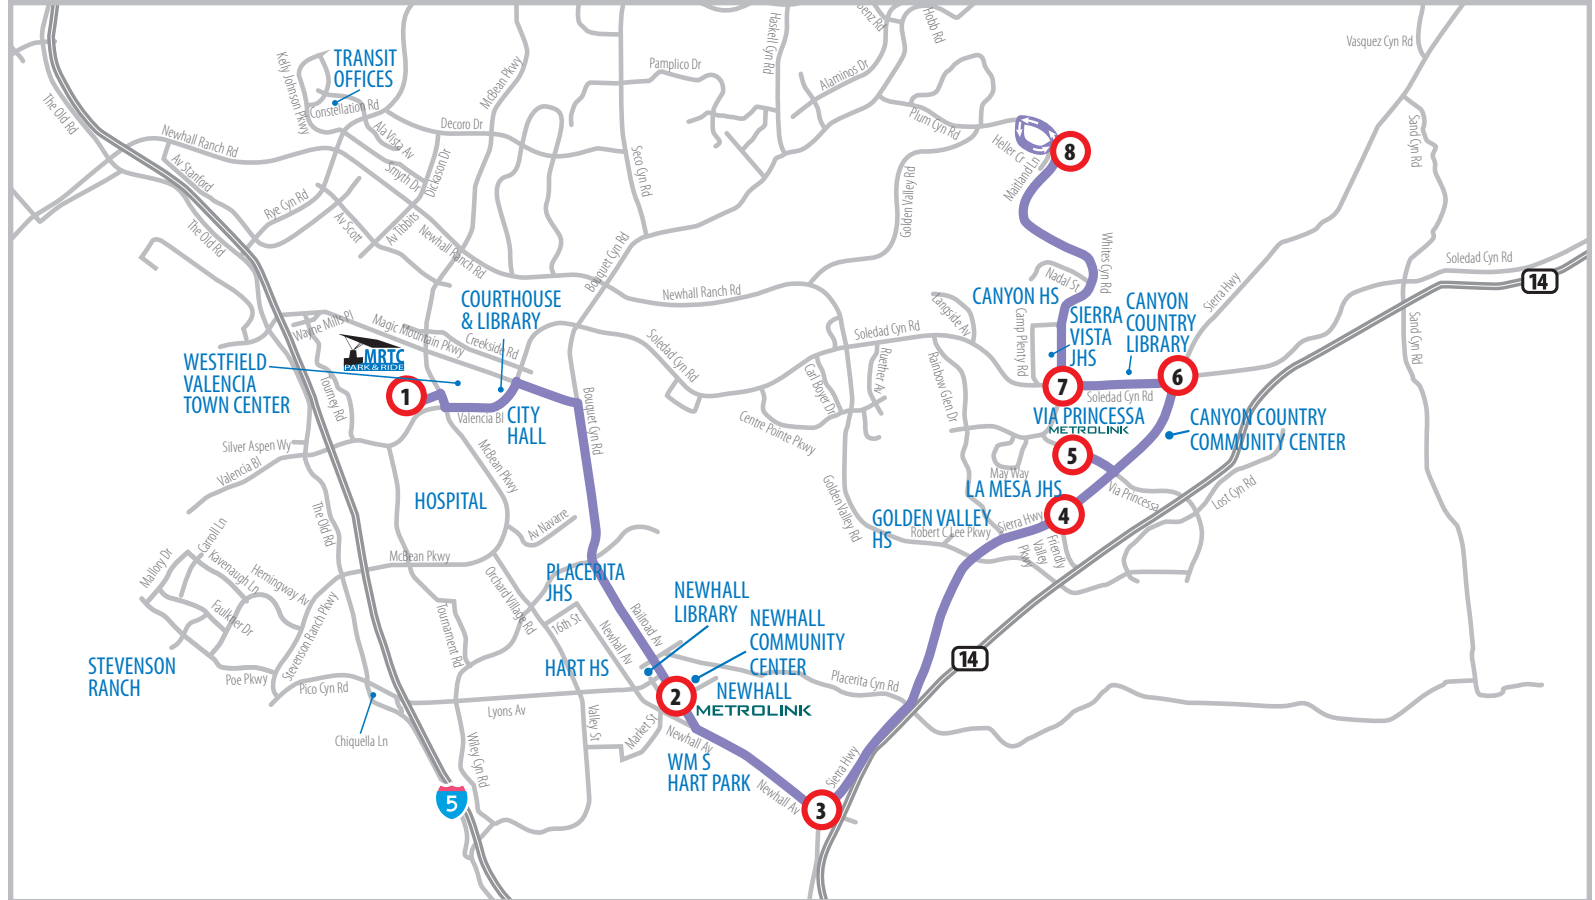 Haskell Cyn Rd
Benz Rd
Hobb Rd
Vasquez Cyn Rd
TRANSIT
OFFICES
Kelly Johnson Pkwy
McBean Pkwy
Pamplico Dr
Alaminos Dr
The Old Rd
Constellation Rd
Plum Cyn Rd
Sand Cyn Rd
Newhall Ranch Rd
Ala Vista Av
Decoro Dr
Heller Cr
8
Av Stanford
Smyth Dr
Dickason Dr
Seco Cyn Rd
Maitland Ln
Rye Cyn Rd
Golden Valley Rd
Av Scott
Av Tibbits
The Old Rd
Newhall Ranch Rd
Bouquet Cyn Rd
Whites Cyn Rd
Soledad Cyn Rd
14
Nadal St
Sierra Hwy
Newhall Ranch Rd
COURTHOUSE
& LIBRARY
CANYON HS
CANYON
COUNTRY
LIBRARY
SIERRA
VISTA
JHS
Langside Av
Camp Plenty Rd
Sand Cyn Rd
Wayne Mills Pl
Magic Mountain Pkwy
Creekside Rd
Soledad Cyn Rd
Soledad Cyn Rd
MRTC
PARK & RIDE
WESTFIELD
VALENCIA
TOWN CENTER
Ruether Av
Rainbow Glen Dr
Carl Boyer Dr
1
7
6
Tourney Rd
Soledad Cyn Rd
Bouquet Cyn Rd
Valencia Bl
CITY
HALL
VIA PRINCESSA
METROLINK
CANYON COUNTRY
COMMUNITY CENTER
Centre Pointe Pkwy
Silver Aspen Wy
Valencia Bl
McBean Pkwy
5
May Way
Via Princessa
Lost Cyn Rd
HOSPITAL
LA MESA JHS
Golden Valley Rd
4
GOLDEN VALLEY
HS
Sierra Hwy
Robert C Lee Pkwy
Friendly
Valley
Pkwy
Av Navarre
The Old Rd
Carroll Ln
Mallory Dr
Kavenaugh Ln
McBean Pkwy
Hemingway Av
PLACERITA
JHS
Orchard Village Rd
Faulkner Dr
Stevenson Ranch Pkwy
Tournament Rd
16th St
Newhall Av
Railroad Av
NEWHALL
LIBRARY
NEWHALL
COMMUNITY
CENTER
STEVENSON
RANCH
HART HS
14
Poe Pkwy
Pico Cyn Rd
Placerita Cyn Rd
2
NEWHALL
METROLINK
Lyons Av
Valley St
Market St
Chiquella Ln
Wiley Cyn Rd
Newhall Av
WM S
HART PARK
Sierra Hwy
Newhall Av
5
3